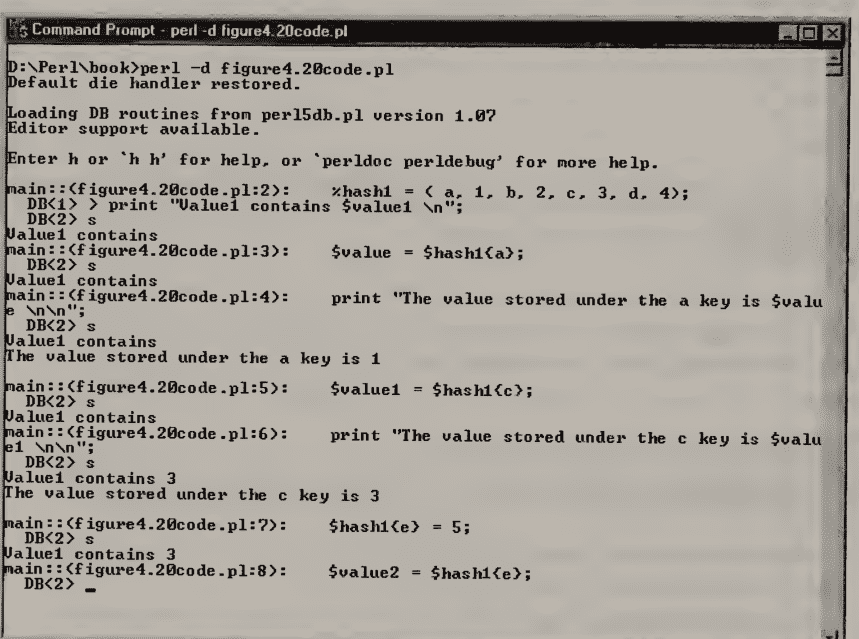 Command Prompt - perl -d figure4.20code.pl
D:\Perl\book>perl -d figure4.20code.pl
Default die handler restored.
Loading DB routines from perl5db.pl version 1.07
Editor support available.
Enter h or `h h' for help, or `perldoc perldebug' for more help.
main::(figure4.20code.pl:2):    %hash1 = ( a, 1, b, 2, c, 3, d, 4);
  DB<1> > print "Value1 contains $value1 \n";
  DB<2> s
Value1 contains
main::(figure4.20code.pl:3):    $value = $hash1{a};
  DB<2> s
Value1 contains
main::(figure4.20code.pl:4):    print "The value stored under the a key is $valu
e \n\n";
  DB<2> s
Value1 contains
The value stored under the a key is 1
main::(figure4.20code.pl:5):    $value1 = $hash1{c};
  DB<2> s
Value1 contains
main::(figure4.20code.pl:6):    print "The value stored under the c key is $valu
e1 \n\n";
  DB<2> s
Value1 contains 3
The value stored under the c key is 3
main::(figure4.20code.pl:7):    $hash1{e} = 5;
  DB<2> s
Value1 contains 3
main::(figure4.20code.pl:8):    $value2 = $hash1{e};
  DB<2> _